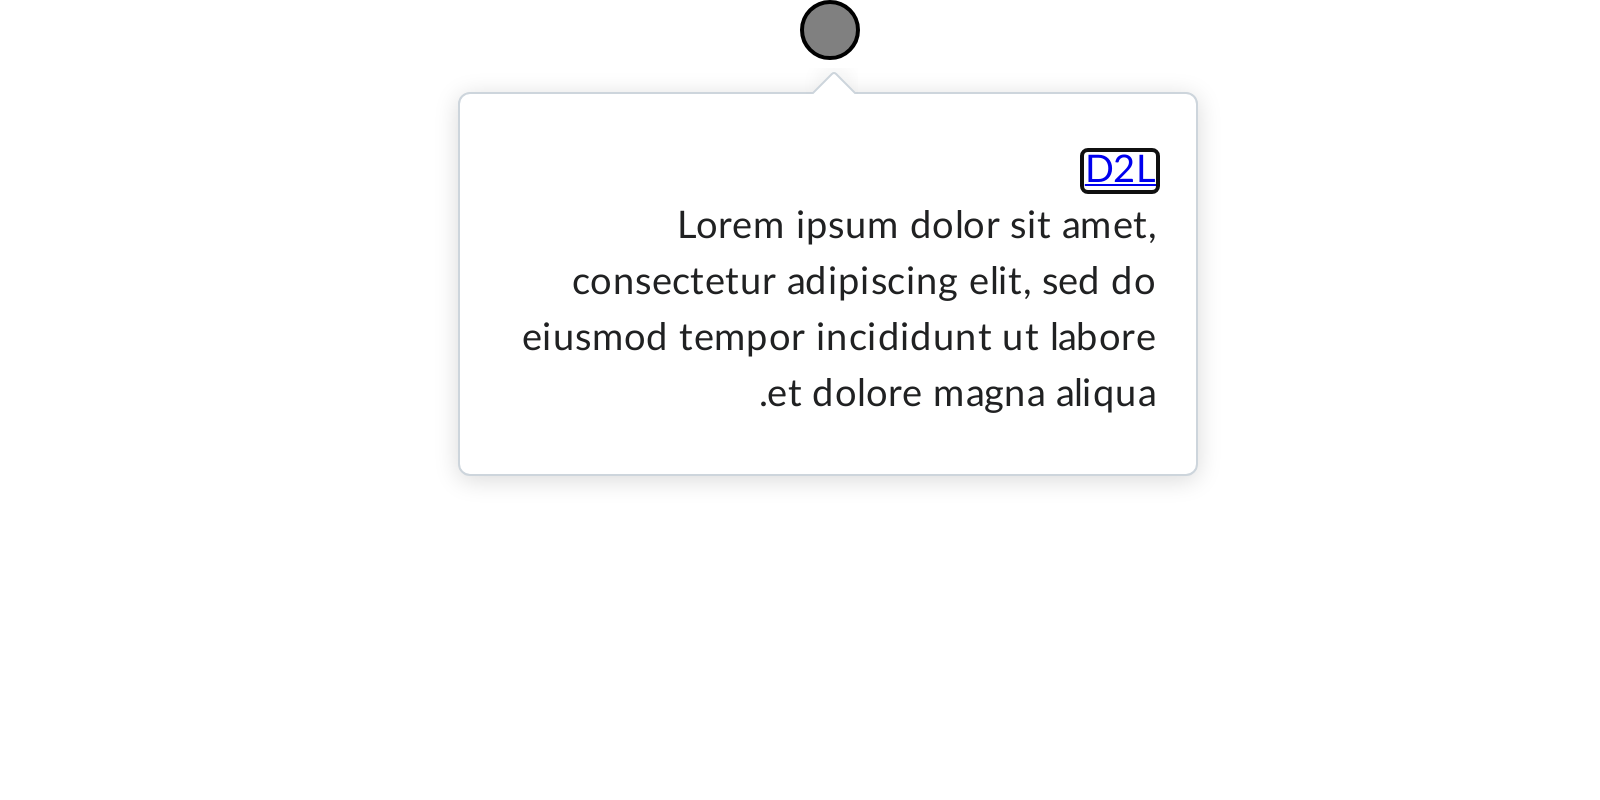 D2L
Lorem ipsum dolor sit amet,
consectetur adipiscing elit, sed do
eiusmod tempor incididunt ut labore
.et dolore magna aliqua